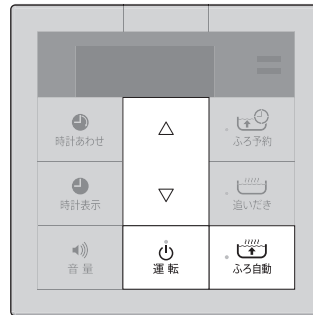 時計あわせ
ふろ予約
時計表示
追いだき
音量
運転
ふろ自動